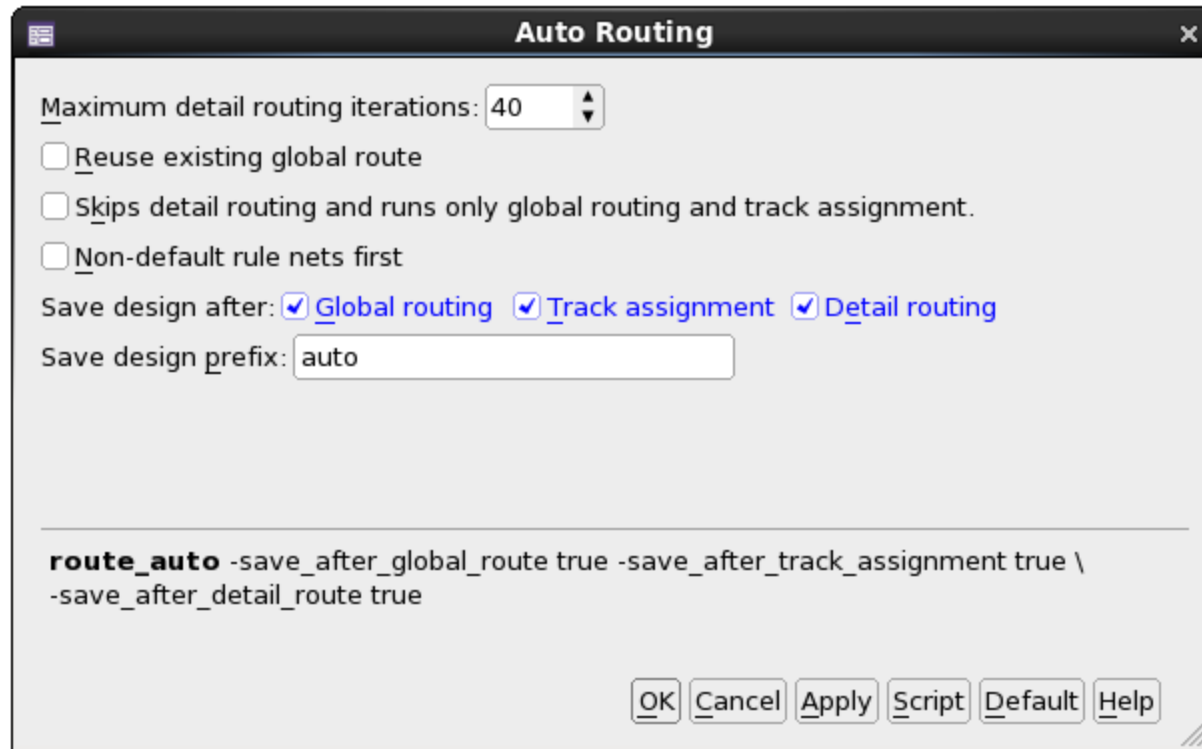 Auto Routing
Maximum detail routing iterations: 40
Reuse existing global route
Skips detail routing and runs only global routing and track assignment.
Non-default rule nets first
Save design after: Global routing Track assignment Detail routing
Save design prefix: auto
route_auto -save_after_global_route true -save_after_track_assignment true \
-save_after_detail_route true
OK Cancel Apply Script Default Help